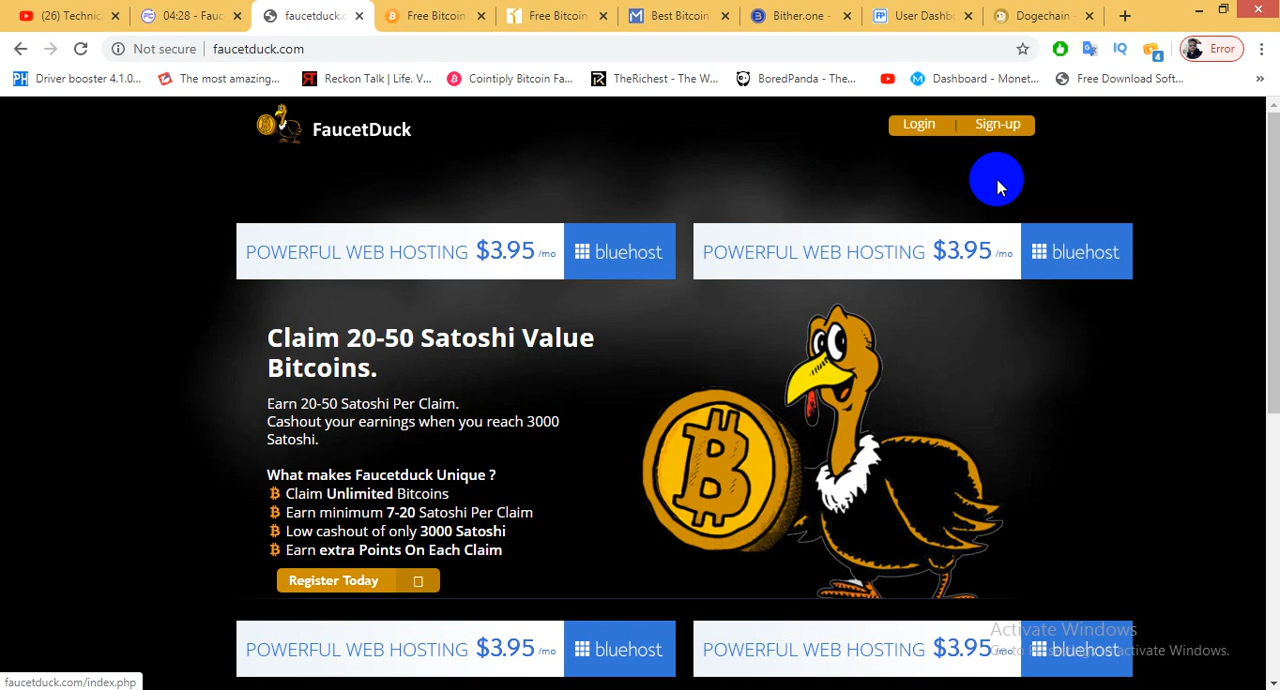 (26) Technic
04:28 - Fauc
faucetduck.c
Free Bitcoin
Free Bitcoin
Best Bitcoin
Bither.one -
User Dashb
Dogechain -
Not secure
faucetduck.com
IQ
4
Error
PH Driver booster 4.1.0...
The most amazing...
RT Reckon Talk | Life. V...
Cointiply Bitcoin Fa...
TheRichest - The W...
BoredPanda - The...
Dashboard - Monet...
Free Download Soft...
FaucetDuck
Login | Sign-up
POWERFUL WEB HOSTING $3.95 /mo bluehost
POWERFUL WEB HOSTING $3.95 /mo bluehost
Claim 20-50 Satoshi Value
Bitcoins.
Earn 20-50 Satoshi Per Claim.
Cashout your earnings when you reach 3000
Satoshi.
What makes Faucetduck Unique ?
Claim Unlimited Bitcoins
Earn minimum 7-20 Satoshi Per Claim
Low cashout of only 3000 Satoshi
Earn extra Points On Each Claim
Register Today
POWERFUL WEB HOSTING $3.95 /mo bluehost
POWERFUL WEB HOSTING $3.95 bluehost
Activate Windows
activate Windows.
faucetduck.com/index.php